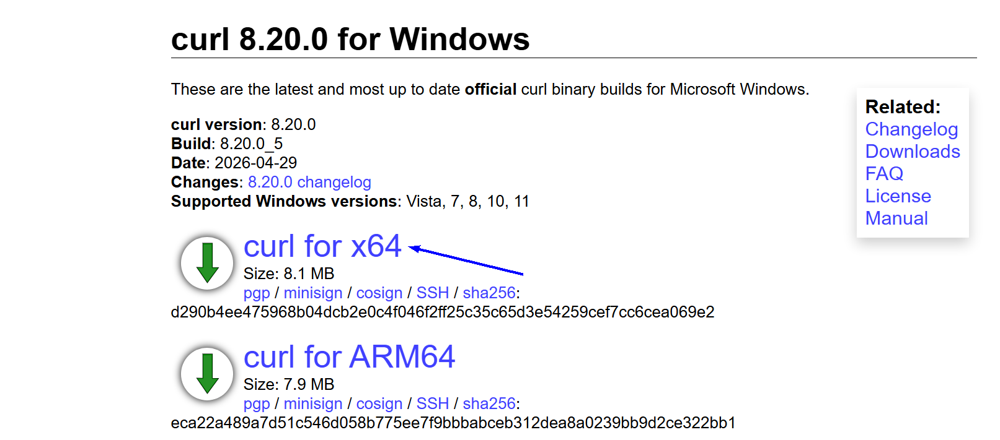 curl 8.20.0 for Windows
These are the latest and most up to date official curl binary builds for Microsoft Windows.
curl version: 8.20.0
Build: 8.20.0_5
Date: 2026-04-29
Changes: 8.20.0 changelog
Supported Windows versions: Vista, 7, 8, 10, 11
Related:
Changelog
Downloads
FAQ
License
Manual
curl for x64
Size: 8.1 MB
pgp / minisign / cosign / SSH / sha256:
d290b4ee475968b04dcb2e0c4f046f2ff25c35c65d3e54259cef7cc6cea069e2
curl for ARM64
Size: 7.9 MB
pgp / minisign / cosign / SSH / sha256:
eca22a489a7d51c546d058b775ee7f9bbbabceb312dea8a0239bb9d2ce322bb1